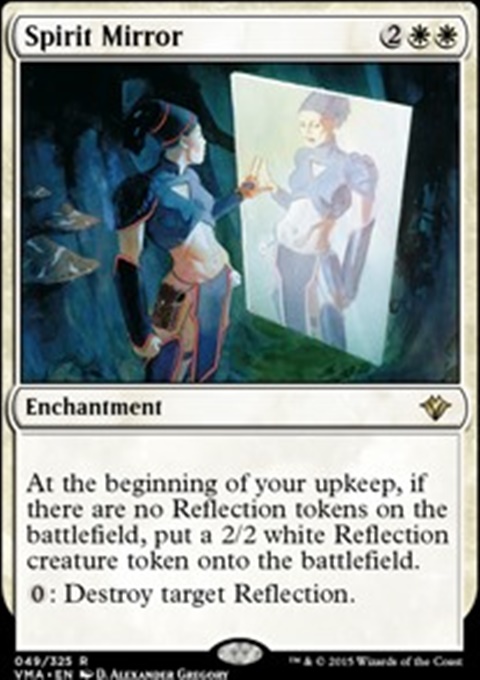 Spirit Mirror 2
Enchantment
At the beginning of your upkeep, if
there are no Reflection tokens on the
battlefield, put a 2/2 white Reflection
creature token onto the battlefield.
0: Destroy target Reflection.
049/325 R
VMA • EN D. Alexander Gregory
™ & © 2015 Wizards of the Coast